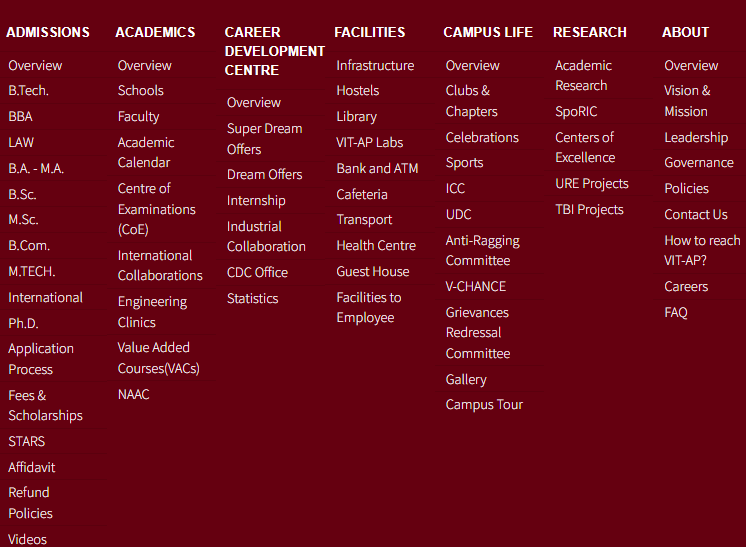 ADMISSIONS
Overview
B.Tech.
BBA
LAW
B.A. - M.A.
B.Sc.
M.Sc.
B.Com.
M.TECH.
International
Ph.D.
Application
Process
Fees &
Scholarships
STARS
Affidavit
Refund
Policies
Videos
ACADEMICS
Overview
Schools
Faculty
Academic
Calendar
Centre of
Examinations
(CoE)
International
Collaborations
Engineering
Clinics
Value Added
Courses(VACs)
NAAC
CAREER
DEVELOPMENT
CENTRE
Overview
Super Dream
Offers
Dream Offers
Internship
Industrial
Collaboration
CDC Office
Statistics
FACILITIES
Infrastructure
Hostels
Library
VIT-AP Labs
Bank and ATM
Cafeteria
Transport
Health Centre
Guest House
Facilities to
Employee
CAMPUS LIFE
Overview
Clubs &
Chapters
Celebrations
Sports
ICC
UDC
Anti-Ragging
Committee
V-CHANCE
Grievances
Redressal
Committee
Gallery
Campus Tour
RESEARCH
Academic
Research
SpoRIC
Centers of
Excellence
URE Projects
TBI Projects
ABOUT
Overview
Vision &
Mission
Leadership
Governance
Policies
Contact Us
How to reach
VIT-AP?
Careers
FAQ